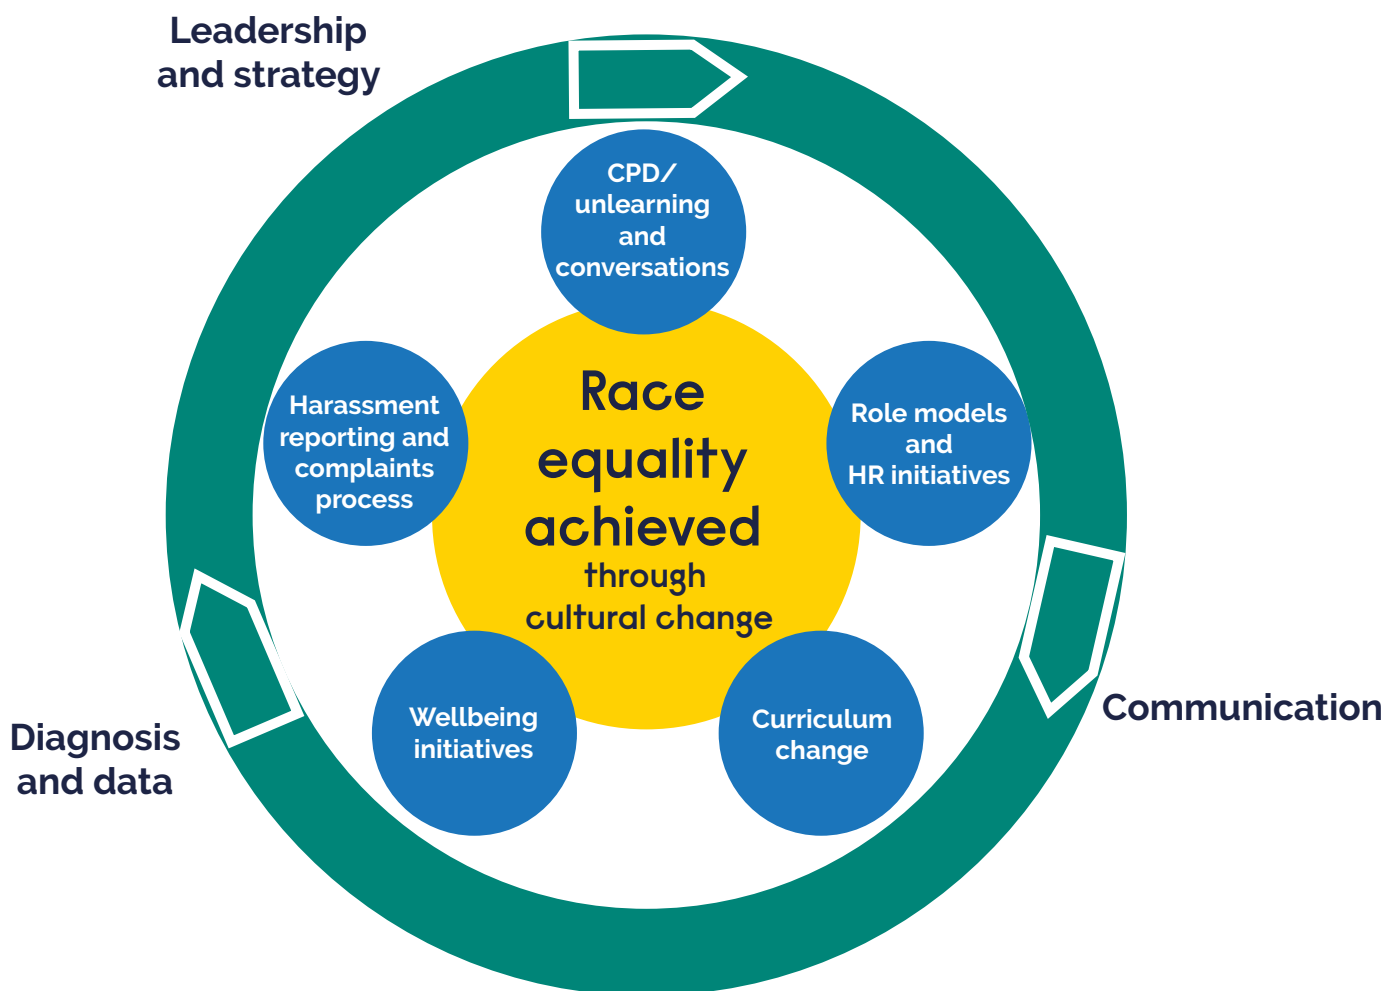 Leadership
and strategy
CPD/
unlearning
and
conversations
Harassment
reporting and
complaints
process
Race
equality
achieved
through
cultural change
Role models
and
HR initiatives
Wellbeing
initiatives
Curriculum
change
Communication
Diagnosis
and data